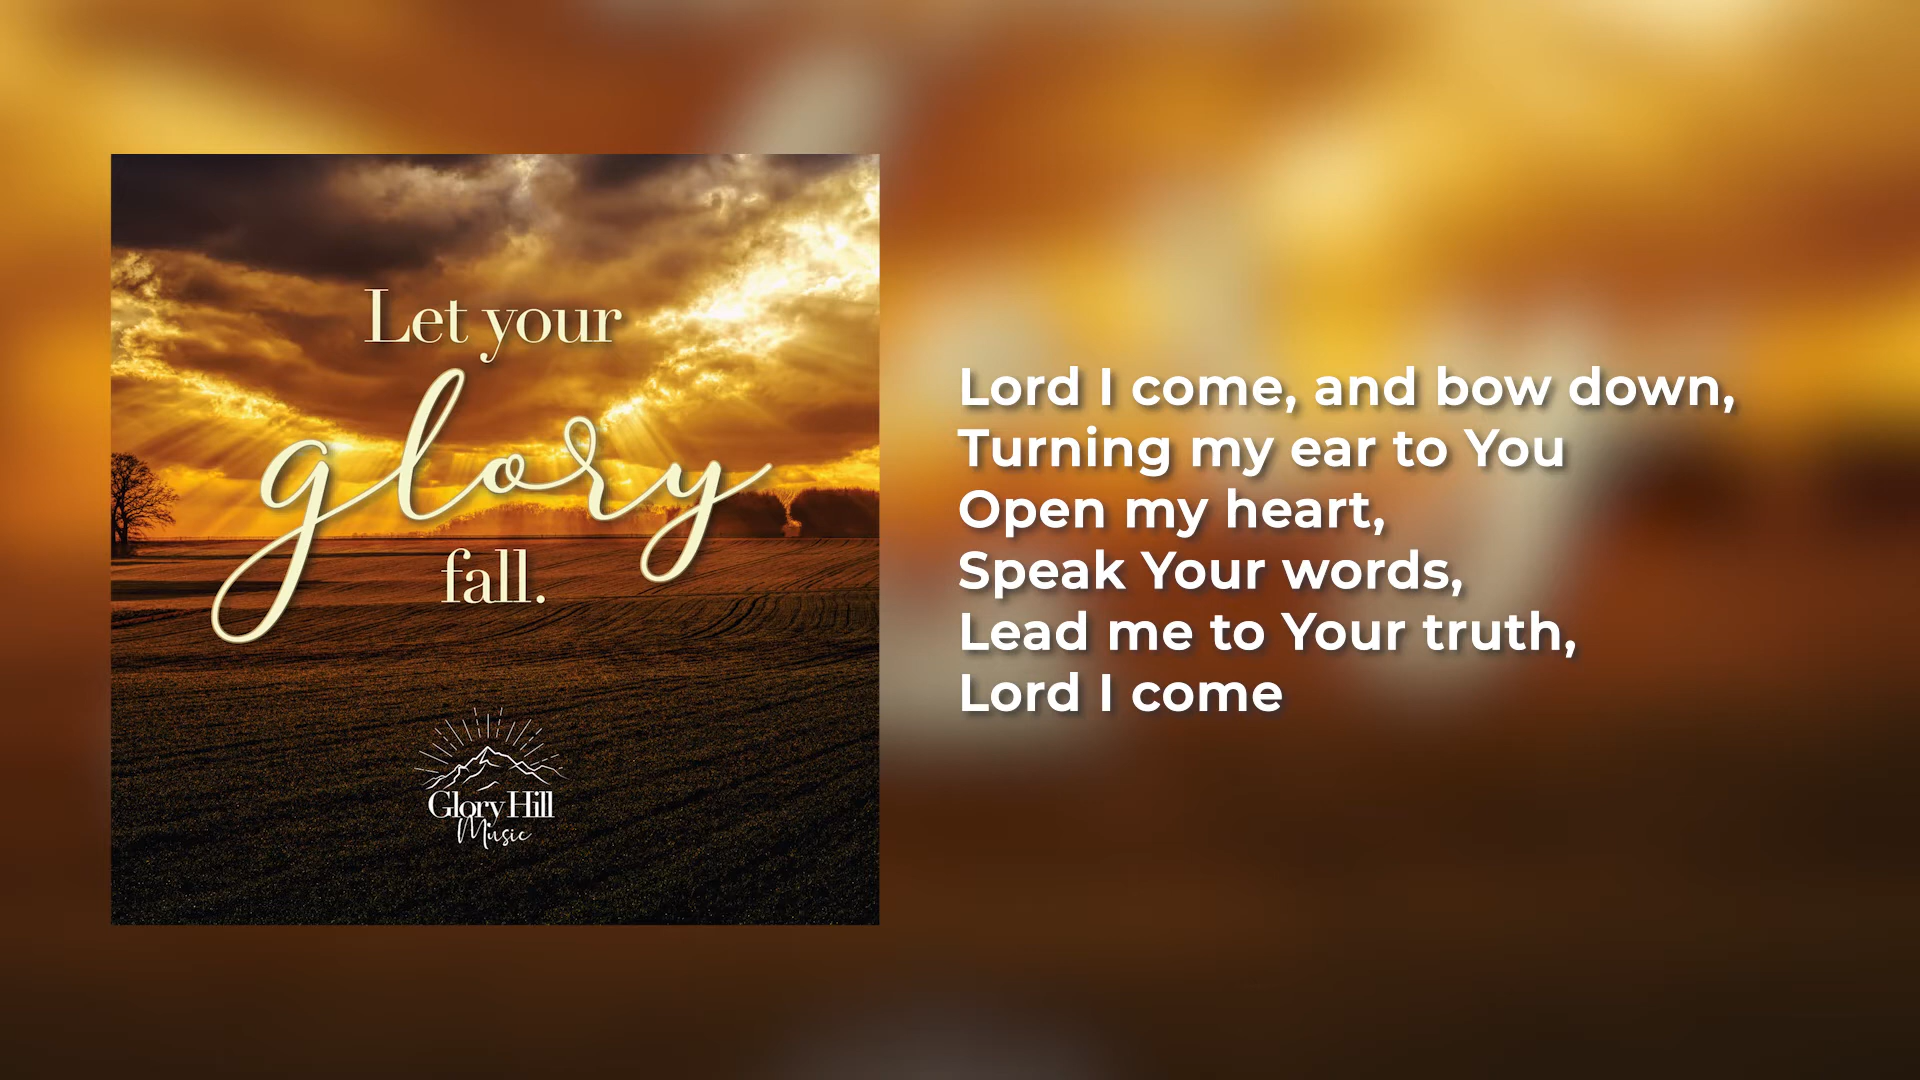 Let your
glory
fall.
Glory Hill
Music
Lord I come, and bow down,
Turning my ear to You
Open my heart,
Speak Your words,
Lead me to Your truth,
Lord I come